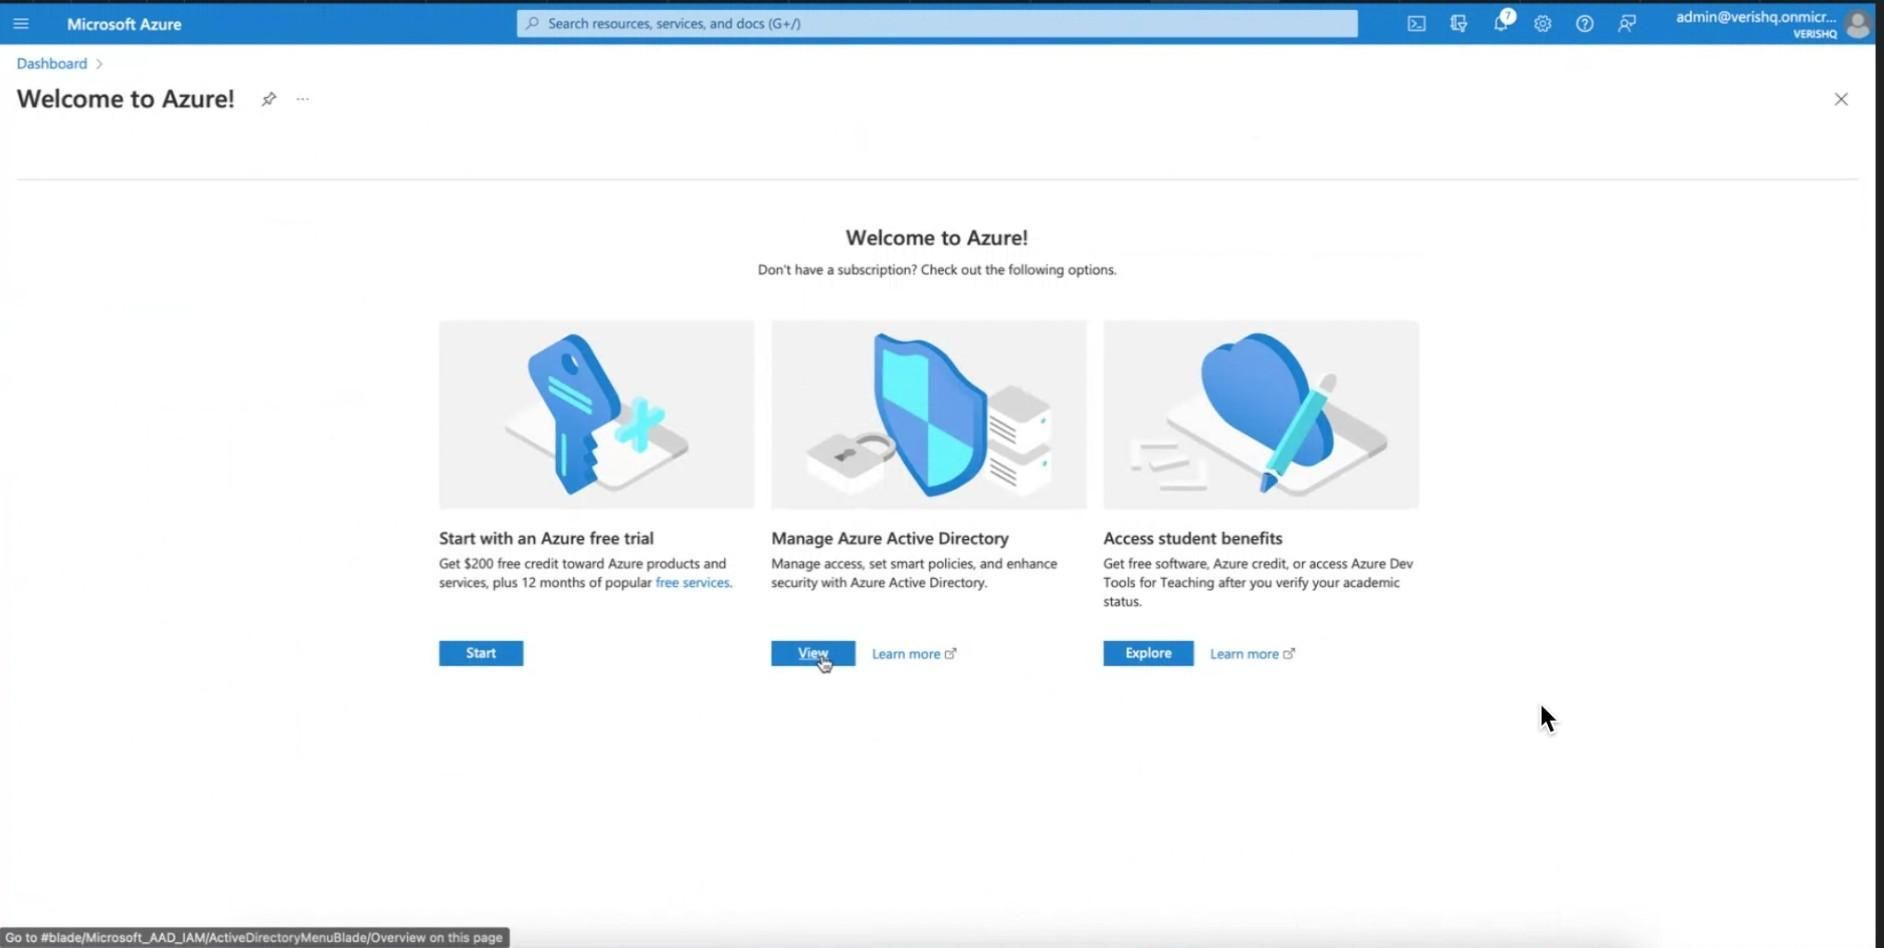 Microsoft Azure
Search resources, services, and docs (G+/)
7
admin@verishq.onmicr...
VERISHQ
Dashboard
Welcome to Azure!
Welcome to Azure!
Don't have a subscription? Check out the following options.
Start with an Azure free trial
Get $200 free credit toward Azure products and
services, plus 12 months of popular free services.
Start
Manage Azure Active Directory
Manage access, set smart policies, and enhance
security with Azure Active Directory.
View
Learn more
Access student benefits
Get free software, Azure credit, or access Azure Dev
Tools for Teaching after you verify your academic
status.
Explore
Learn more
Go to #blade/Microsoft_AAD_IAM/ActiveDirectoryMenuBlade/Overview on this page